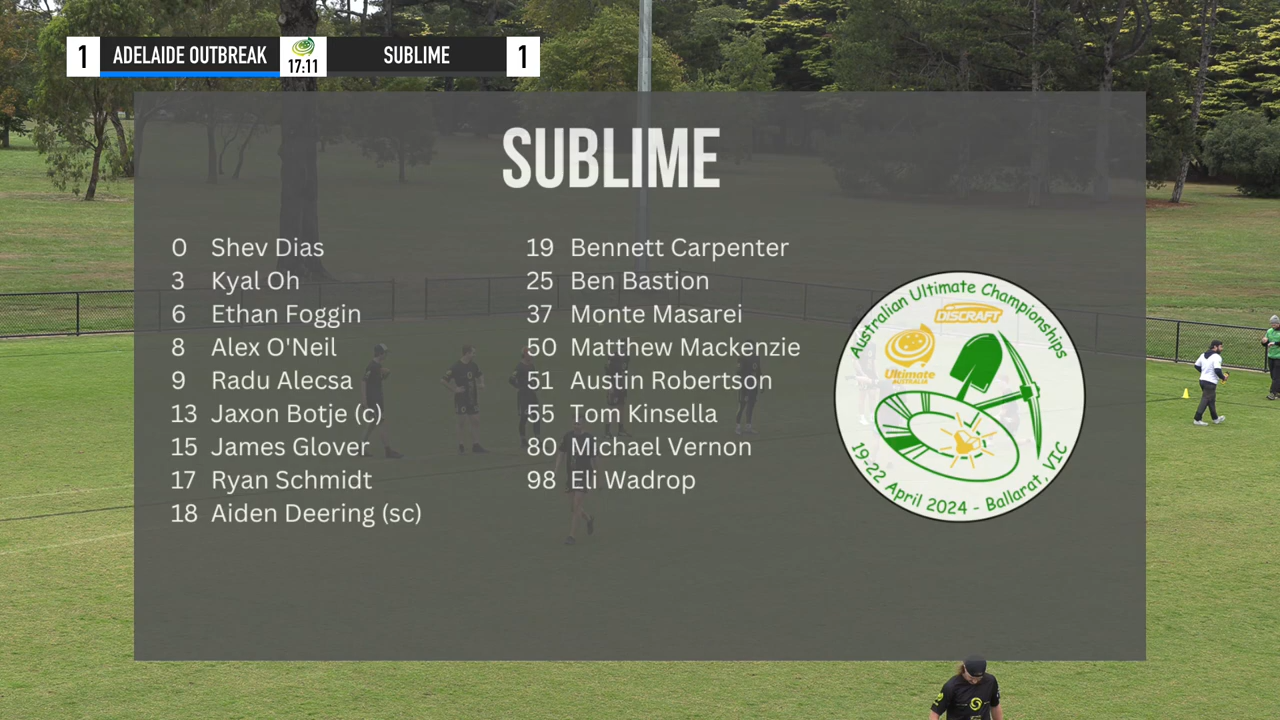 1 ADELAIDE OUTBREAK 17:11 SUBLIME 1
SUBLIME
0 Shev Dias
3 Kyal Oh
6 Ethan Foggin
8 Alex O'Neil
9 Radu Alecsa
13 Jaxon Botje (c)
15 James Glover
17 Ryan Schmidt
18 Aiden Deering (sc)
19 Bennett Carpenter
25 Ben Bastion
37 Monte Masarei
50 Matthew Mackenzie
51 Austin Robertson
55 Tom Kinsella
80 Michael Vernon
98 Eli Wadrop
Australian Ultimate Championships
DISCRAFT
Ultimate
AUSTRALIA
19-22 April 2024 - Ballarat, VIC